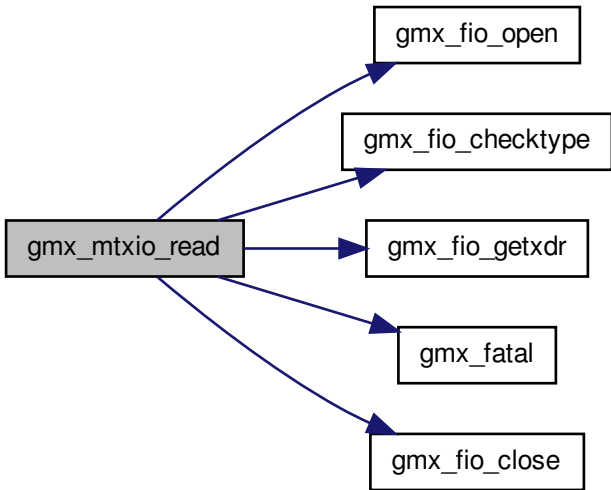 gmx_fio_open
gmx_fio_checktype
gmx_mtxio_read
gmx_fio_getxdr
gmx_fatal
gmx_fio_close